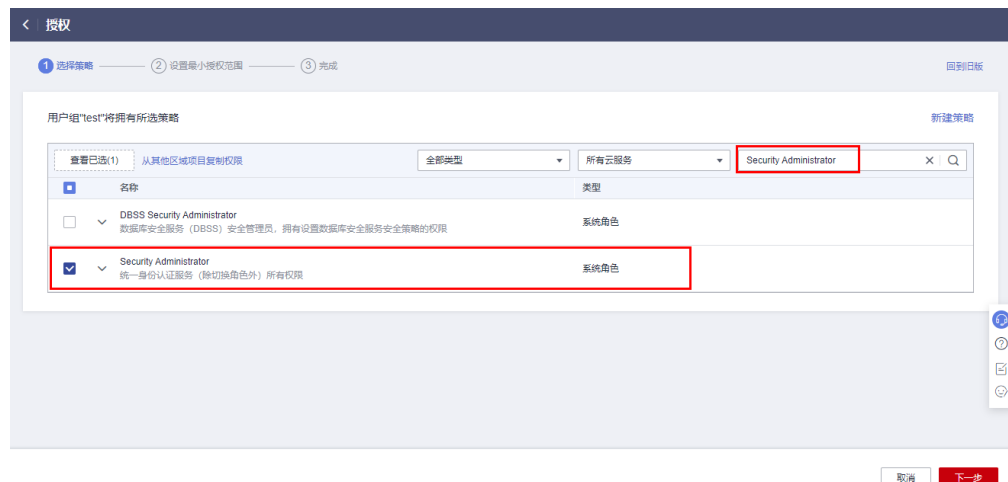 授权
1 选择策略 2 设置最小授权范围 3 完成 回到旧版
用户组"test"将拥有所选策略 新建策略
查看已选(1) 从其他区域项目复制权限 全部类型 所有云服务 Security Administrator
名称 类型
DBSS Security Administrator
数据库安全服务（DBSS）安全管理员，拥有设置数据库安全服务安全策略的权限 系统角色
Security Administrator
统一身份认证服务（除切换角色外）所有权限 系统角色
取消 下一步